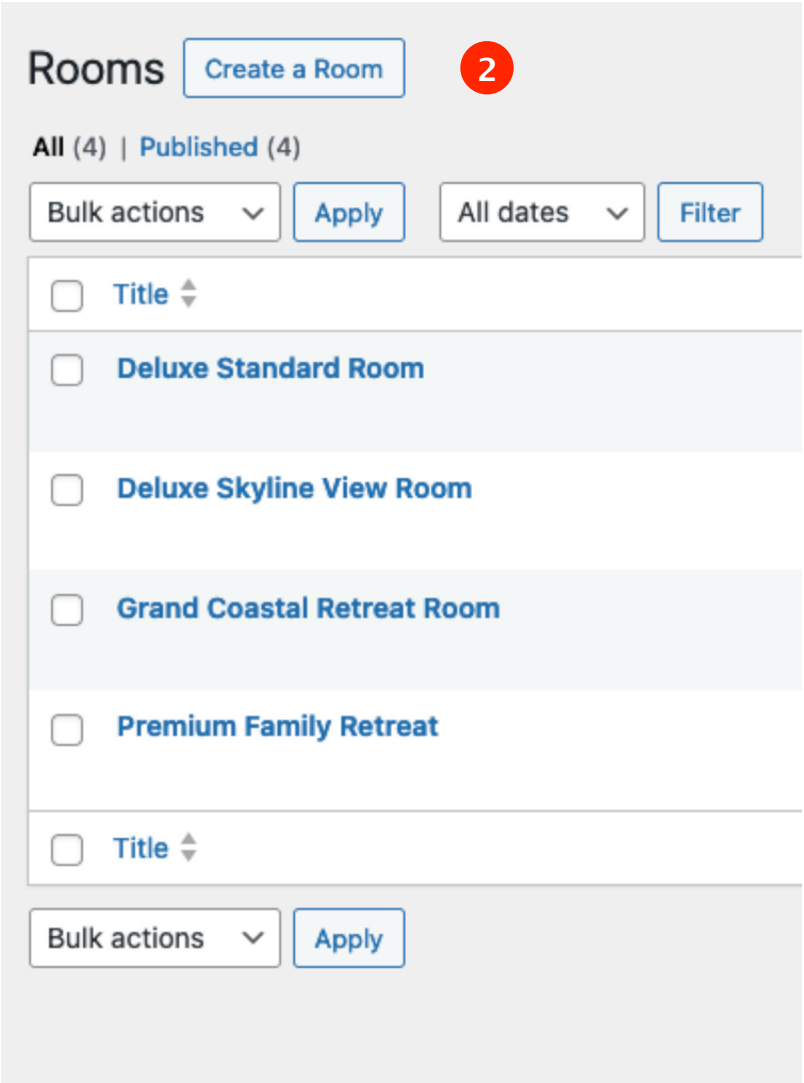 Rooms Create a Room 2
All (4) | Published (4)
Bulk actions Apply All dates Filter
Title
Deluxe Standard Room
Deluxe Skyline View Room
Grand Coastal Retreat Room
Premium Family Retreat
Title
Bulk actions Apply